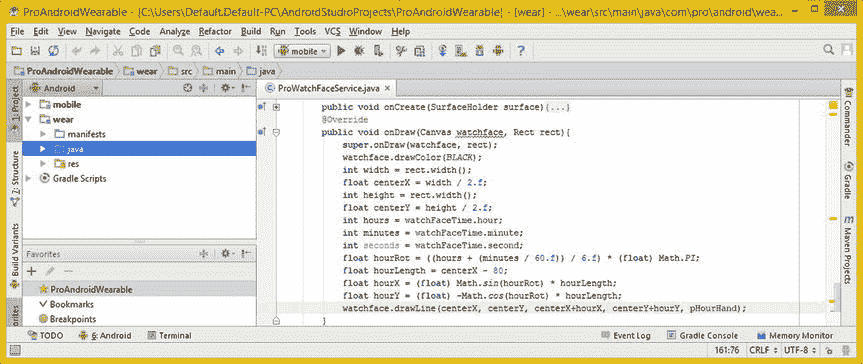 ProAndroidWearable - [C:\Users\Default.Default-PC\AndroidStudioProjects\ProAndroidWearable] - [wear] - ...\wear\src\main\java\com\pro\android\wea...
File Edit View Navigate Code Analyze Refactor Build Run Tools VCS Window Help
mobile
ProAndroidWearable wear src main java
1: Project
Android
ProWatchFaceService.java
mobile
wear
manifests
java
res
Gradle Scripts
7: Structure
Build Variants
Favorites
ProAndroidWearable
Bookmarks
Breakpoints
public void onCreate(SurfaceHolder surface){...}
@Override
public void onDraw(Canvas watchface, Rect rect){
super.onDraw(watchface, rect);
watchface.drawColor(BLACK);
int width = rect.width();
float centerX = width / 2.f;
int height = rect.width();
float centerY = height / 2.f;
int hours = watchFaceTime.hour;
int minutes = watchFaceTime.minute;
int seconds = watchFaceTime.second;
float hourRot = ((hours + (minutes / 60.f)) / 6.f) * (float) Math.PI;
float hourLength = centerX - 80;
float hourX = (float) Math.sin(hourRot) * hourLength;
float hourY = (float) -Math.cos(hourRot) * hourLength;
watchface.drawLine(centerX, centerY, centerX+hourX, centerY+hourY, pHourHand);
}
Commander
Gradle
Maven Projects
TODO 6: Android Terminal Event Log Gradle Console Memory Monitor
161:76 CRLF UTF-8